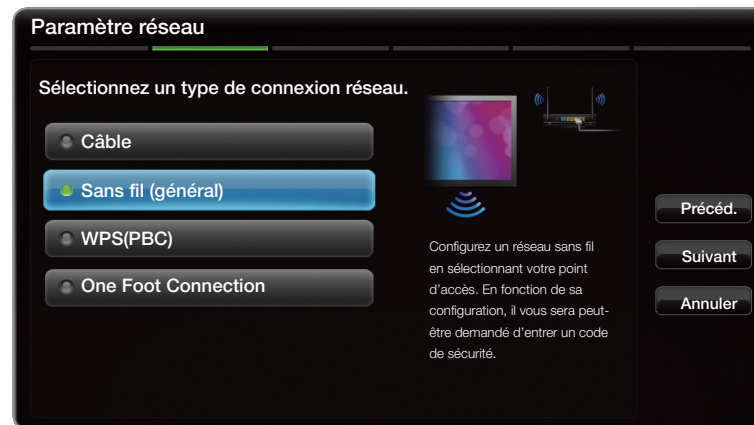 Paramètre réseau
Sélectionnez un type de connexion réseau.
Câble
Sans fil (général)
WPS(PBC)
One Foot Connection
Configurez un réseau sans fil
en sélectionnant votre point
d'accès. En fonction de sa
configuration, il vous sera peut-
être demandé d'entrer un code
de sécurité.
Précéd.
Suivant
Annuler